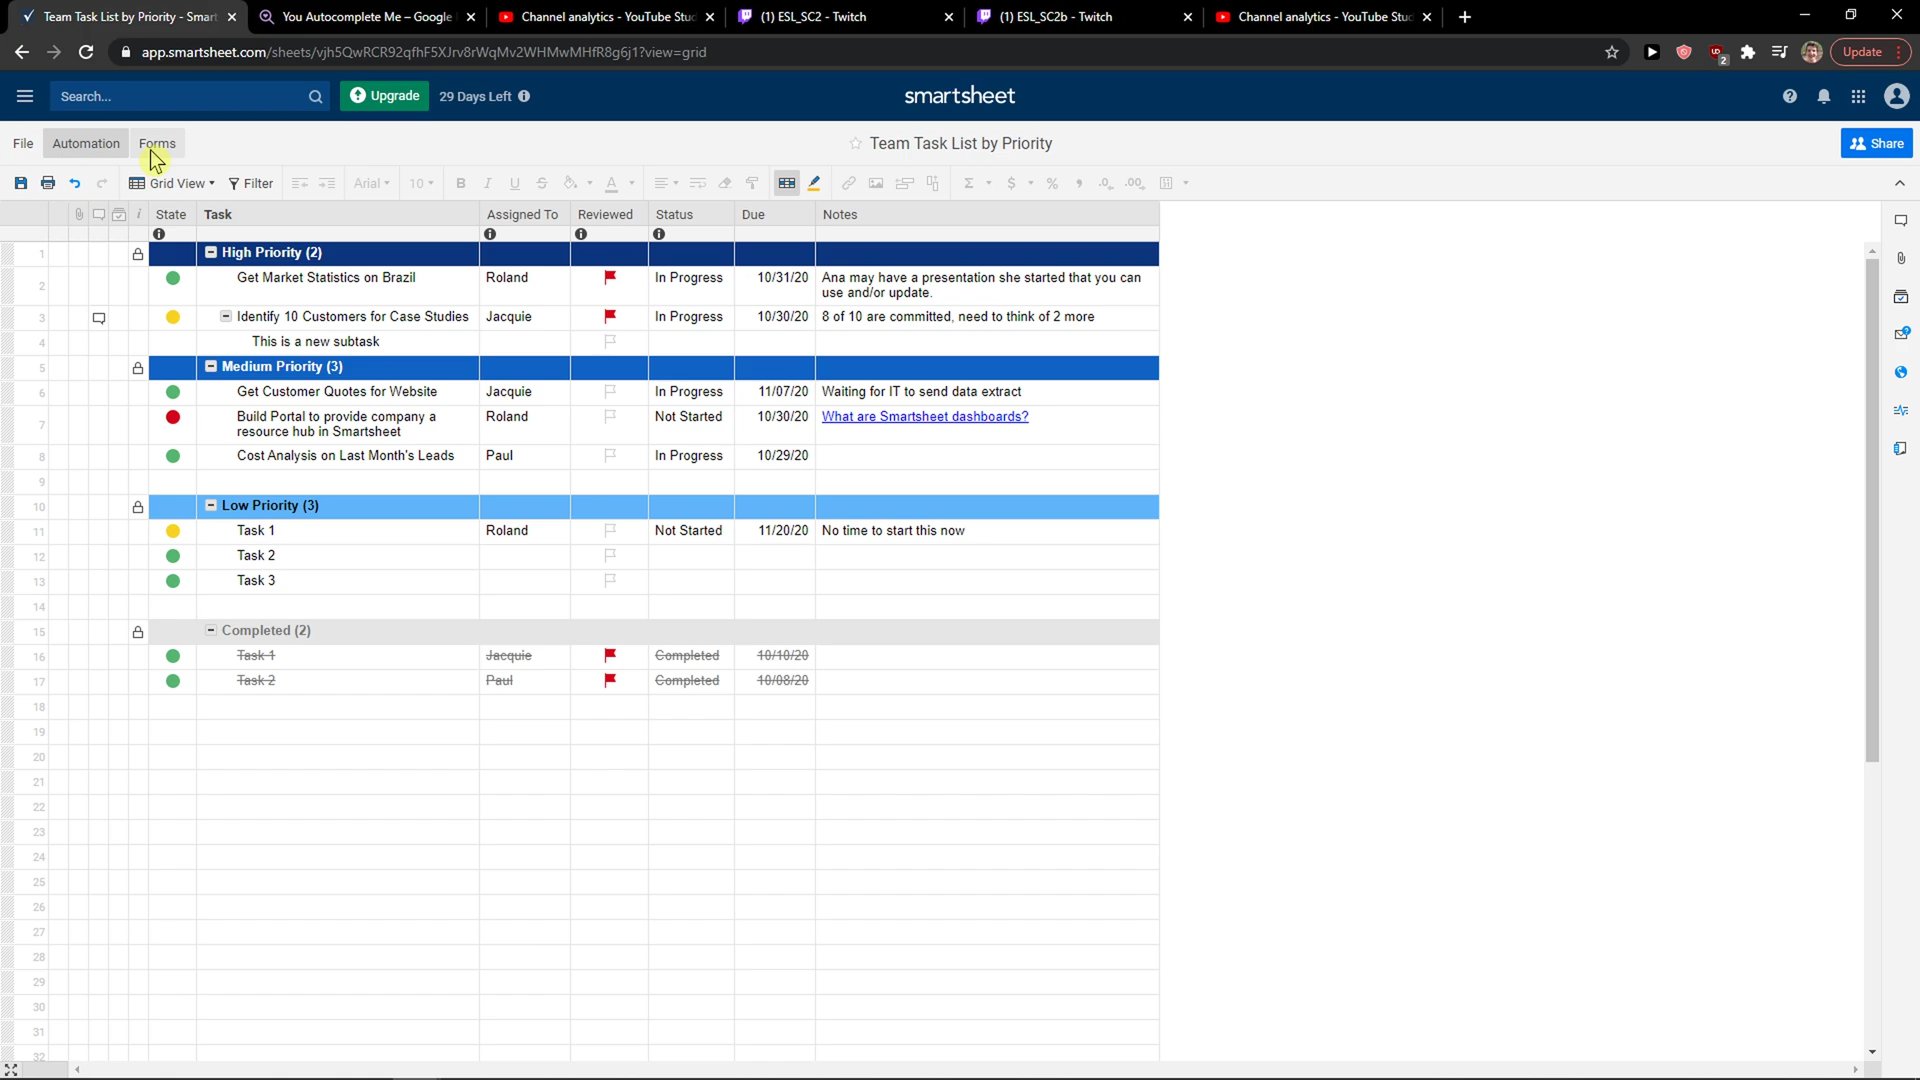 Team Task List by Priority - Smar
You Autocomplete Me – Google
Channel analytics - YouTube Stu
(1) ESL_SC2 - Twitch
(1) ESL_SC2b - Twitch
Channel analytics - YouTube Stu
app.smartsheet.com/sheets/vjh5QwRCR92qfhF5XJrv8rWqMv2WHMwMHfR8g6j1?view=grid
2
Update
Search...
Upgrade
29 Days Left
smartsheet
File
Automation
Forms
Team Task List by Priority
Share
Grid View
Filter
Arial
10
State
Task
Assigned To
Reviewed
Status
Due
Notes
1
High Priority (2)
2
Get Market Statistics on Brazil
Roland
In Progress
10/31/20
Ana may have a presentation she started that you can
use and/or update.
3
Identify 10 Customers for Case Studies
Jacquie
In Progress
10/30/20
8 of 10 are committed, need to think of 2 more
4
This is a new subtask
5
Medium Priority (3)
6
Get Customer Quotes for Website
Jacquie
In Progress
11/07/20
Waiting for IT to send data extract
7
Build Portal to provide company a
resource hub in Smartsheet
Roland
Not Started
10/30/20
What are Smartsheet dashboards?
8
Cost Analysis on Last Month's Leads
Paul
In Progress
10/29/20
9
10
Low Priority (3)
11
Task 1
Roland
Not Started
11/20/20
No time to start this now
12
Task 2
13
Task 3
14
15
Completed (2)
16
Task 1
Jacquie
Completed
10/10/20
17
Task 2
Paul
Completed
10/08/20
18
19
20
21
22
23
24
25
26
27
28
29
30
31
32